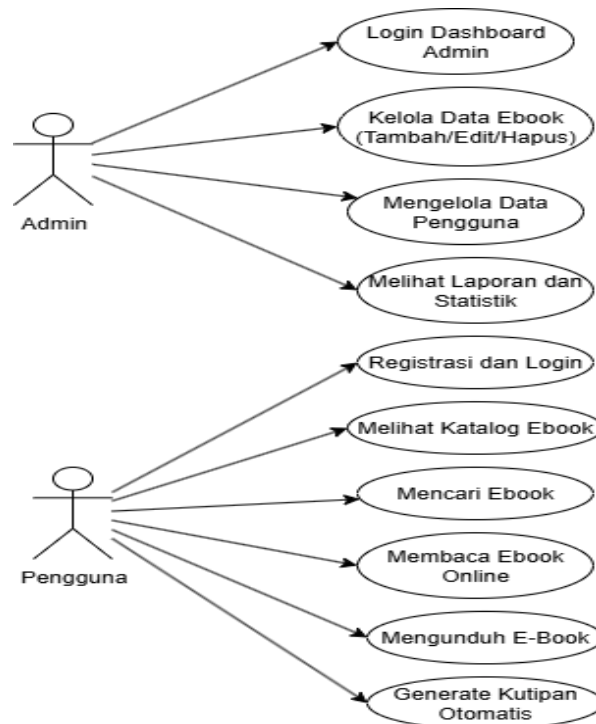 Login Dashboard
Admin
Kelola Data Ebook
(Tambah/Edit/Hapus)
Mengelola Data
Pengguna
Admin
Melihat Laporan dan
Statistik
Registrasi dan Login
Melihat Katalog Ebook
Mencari Ebook
Membaca Ebook
Online
Pengguna
Mengunduh E-Book
Generate Kutipan
Otomatis